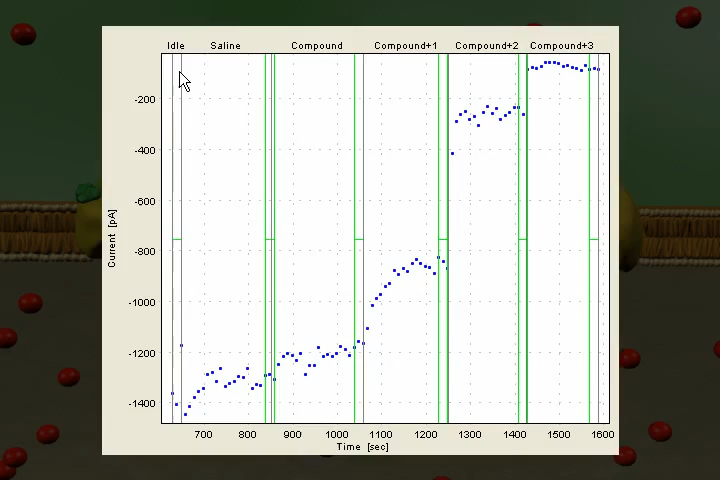 Idle Saline Compound Compound+1 Compound+2 Compound+3
-200
-400
-600
-800
-1000
-1200
-1400
Current [pA]
700 800 900 1000 1100 1200 1300 1400 1500 1600
Time [sec]